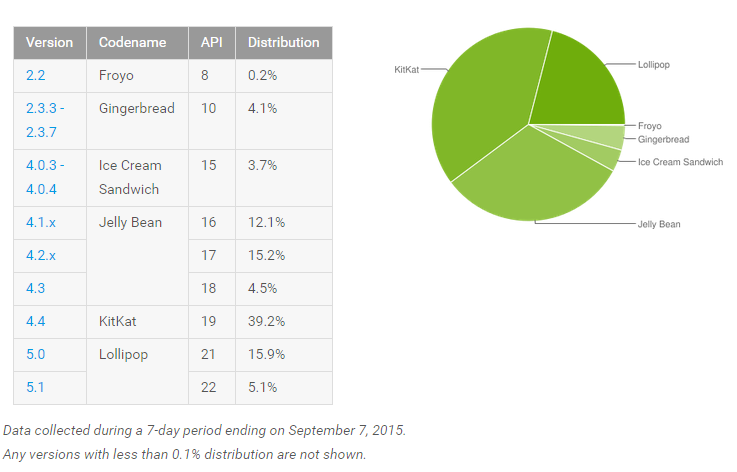 Version Codename API Distribution
2.2 Froyo 8 0.2%
2.3.3 - Gingerbread 10 4.1%
2.3.7
4.0.3 - Ice Cream 15 3.7%
4.0.4 Sandwich
4.1.x Jelly Bean 16 12.1%
4.2.x 17 15.2%
4.3 18 4.5%
4.4 KitKat 19 39.2%
5.0 Lollipop 21 15.9%
5.1 22 5.1%
KitKat
Lollipop
Froyo
Gingerbread
Ice Cream Sandwich
Jelly Bean
Data collected during a 7-day period ending on September 7, 2015.
Any versions with less than 0.1% distribution are not shown.